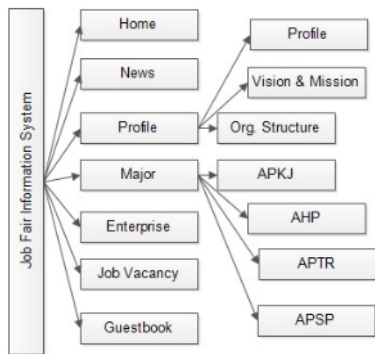 Job Fair Information System
Home
News
Profile
Major
Enterprise
Job Vacancy
Guestbook
Profile
Vision & Mission
Org. Structure
APKJ
AHP
APTR
APSP